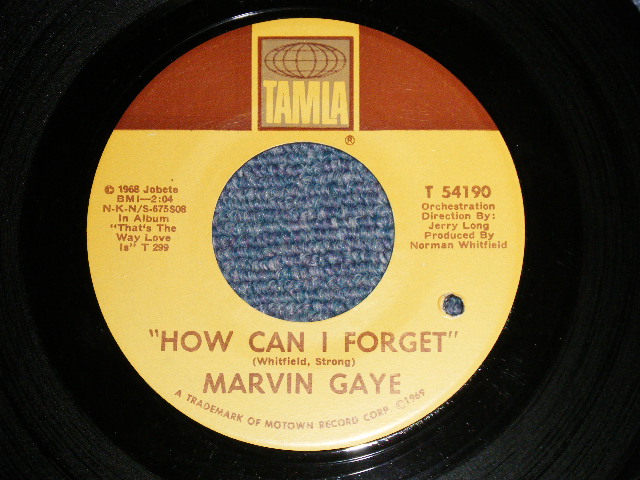 TAMLA
®
© 1968 Jobete
BMI—2:04
N-K-N/S-675S08
In Album
"That's The
Way Love
Is" T 299
T 54190
Orchestration
Direction By:
Jerry Long
Produced By
Norman Whitfield
"HOW CAN I FORGET"
(Whitfield, Strong)
MARVIN GAYE
A TRADEMARK OF MOTOWN RECORD CORP. ©1969